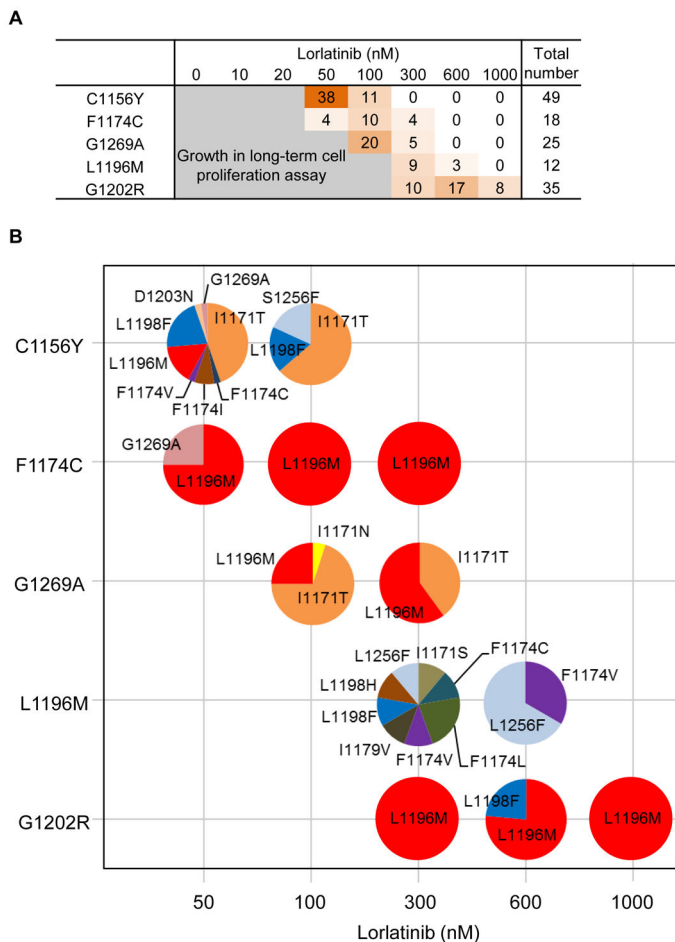 A
Lorlatinib (nM) Total
0 10 20 50 100 300 600 1000 number
C1156Y 38 11 0 0 0 49
F1174C 4 10 4 0 0 18
G1269A 20 5 0 0 25
Growth in long-term cell
L1196M 9 3 0 12
proliferation assay
G1202R 10 17 8 35
B
G1269A
D1203N S1256F
L1198F I1171T I1171T
C1156Y
L1198F
L1196M
F1174V F1174C
F1174I
G1269A
F1174C L1196M L1196M
L1196M
I1171N
L1196M I1171T
G1269A
I1171T L1196M
L1256F I1171S F1174C
L1198H F1174V
L1196M
L1198F L1256F
I1179V F1174V F1174L
L1198F
G1202R L1196M L1196M L1196M
50 100 300 600 1000
Lorlatinib (nM)